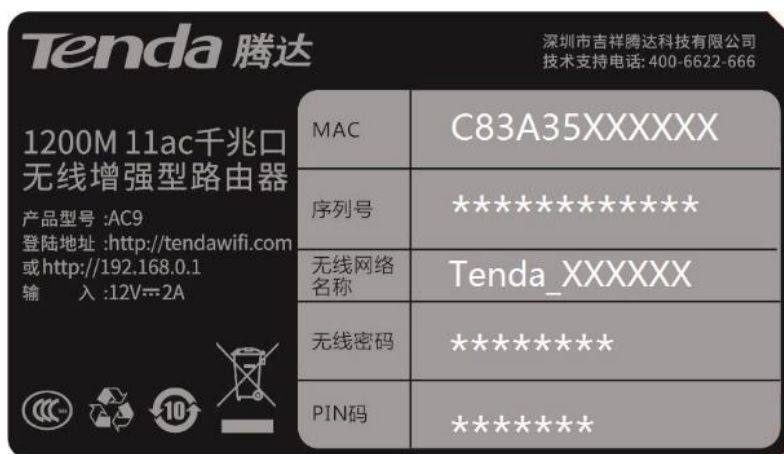 Tenda 腾达
深圳市吉祥腾达科技有限公司
技术支持电话: 400-6622-666
1200M 11ac千兆口
无线增强型路由器
产品型号 :AC9
登陆地址 :http://tendawifi.com
或http://192.168.0.1
输 入 :12V⎓2A
MAC C83A35XXXXXX
序列号 ************
无线网络
名称 Tenda_XXXXXX
无线密码 ********
PIN码 *******
10